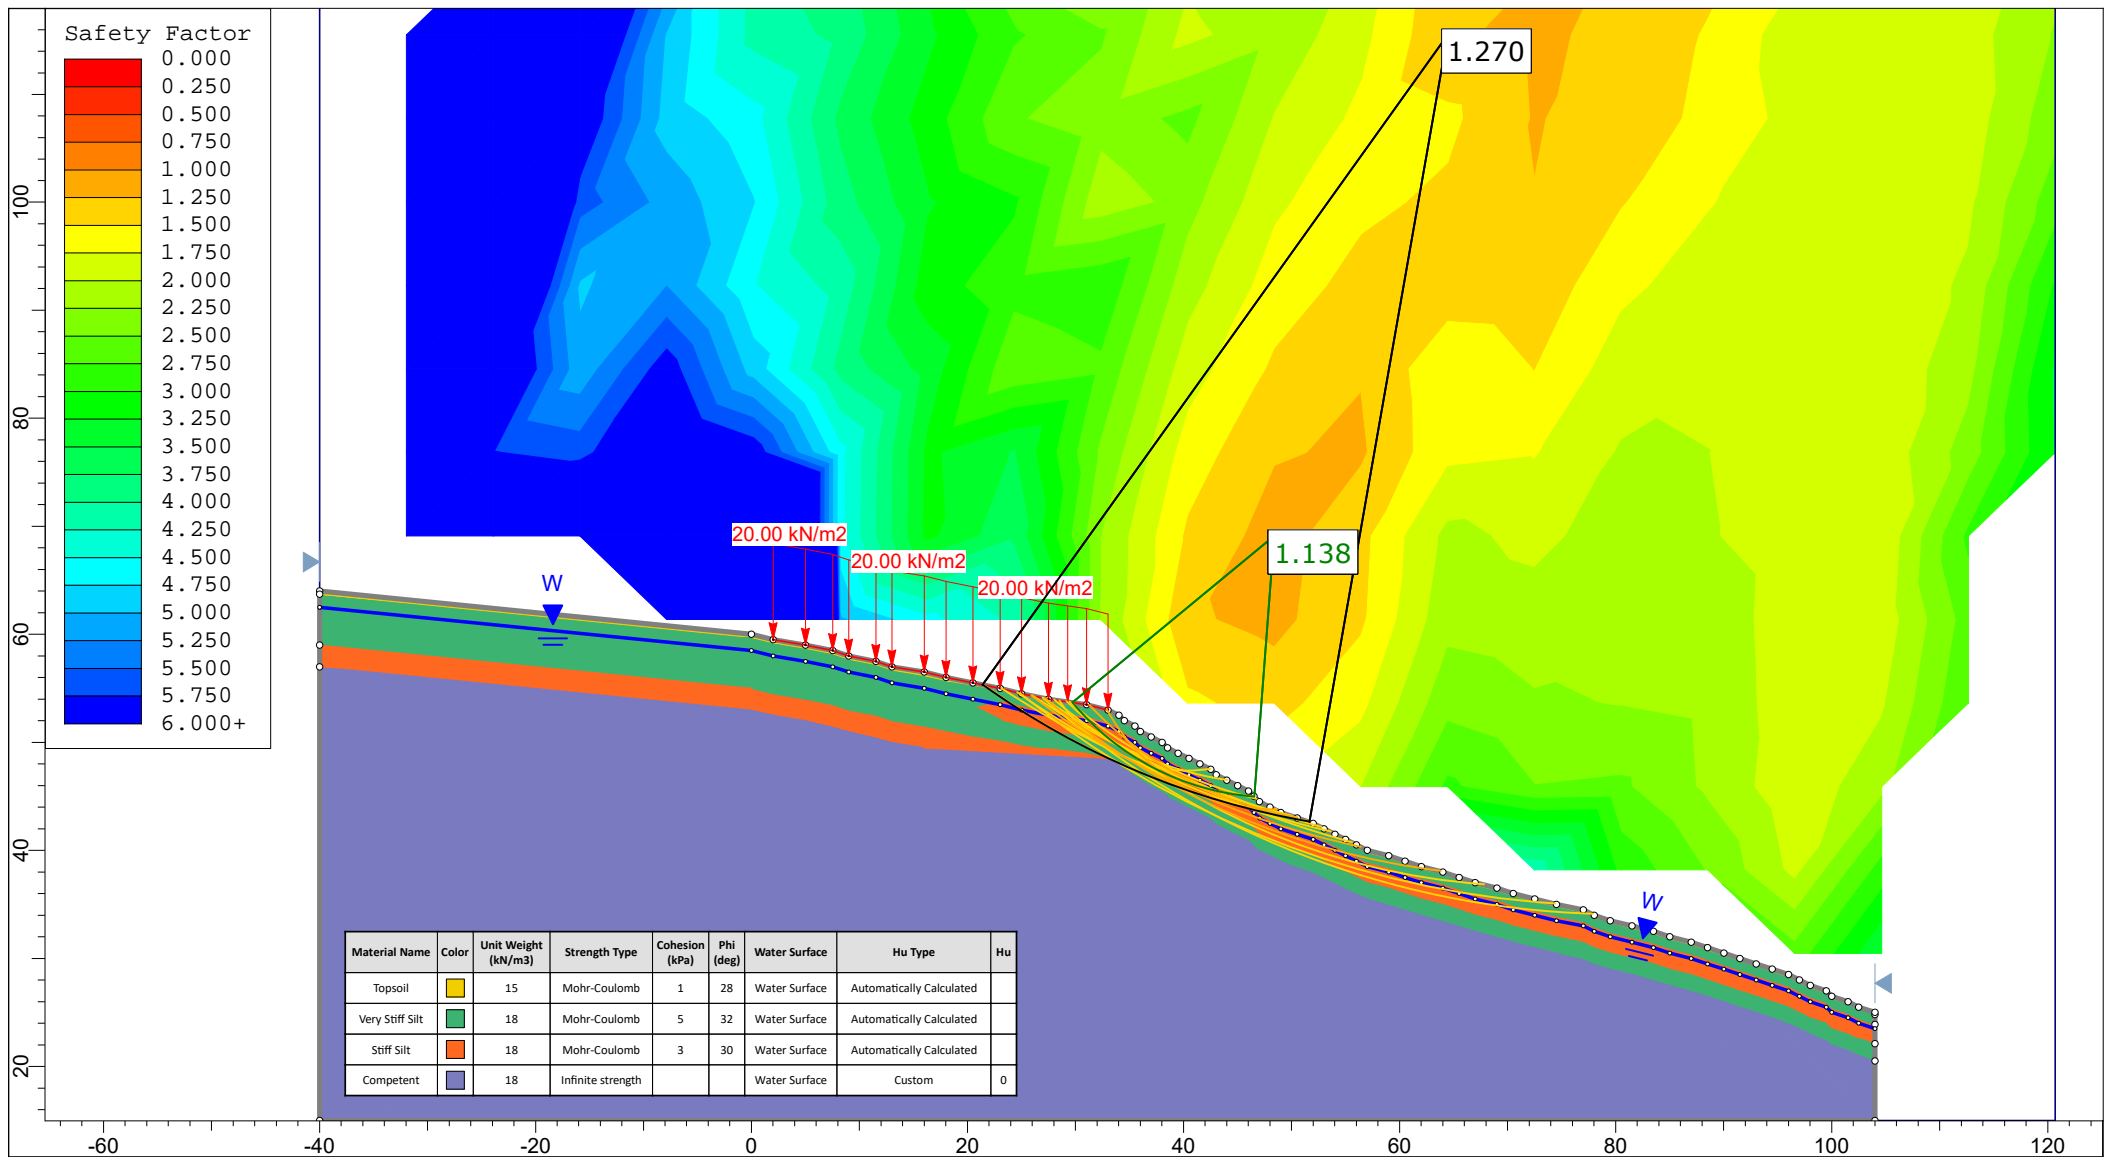 Safety Factor
0.000
0.250
0.500
0.750
1.000
1.250
1.500
1.750
2.000
2.250
2.500
2.750
3.000
3.250
3.500
3.750
4.000
4.250
4.500
4.750
5.000
5.250
5.500
5.750
6.000+
1.270
1.138
20.00 kN/m2
20.00 kN/m2
20.00 kN/m2
W
W
100
80
60
40
20
Material Name Color Unit Weight (kN/m3) Strength Type Cohesion (kPa) Phi (deg) Water Surface Hu Type Hu
Topsoil 15 Mohr-Coulomb 1 28 Water Surface Automatically Calculated
Very Stiff Silt 18 Mohr-Coulomb 5 32 Water Surface Automatically Calculated
Stiff Silt 18 Mohr-Coulomb 3 30 Water Surface Automatically Calculated
Competent 18 Infinite strength Water Surface Custom 0
-60 -40 -20 0 20 40 60 80 100 120